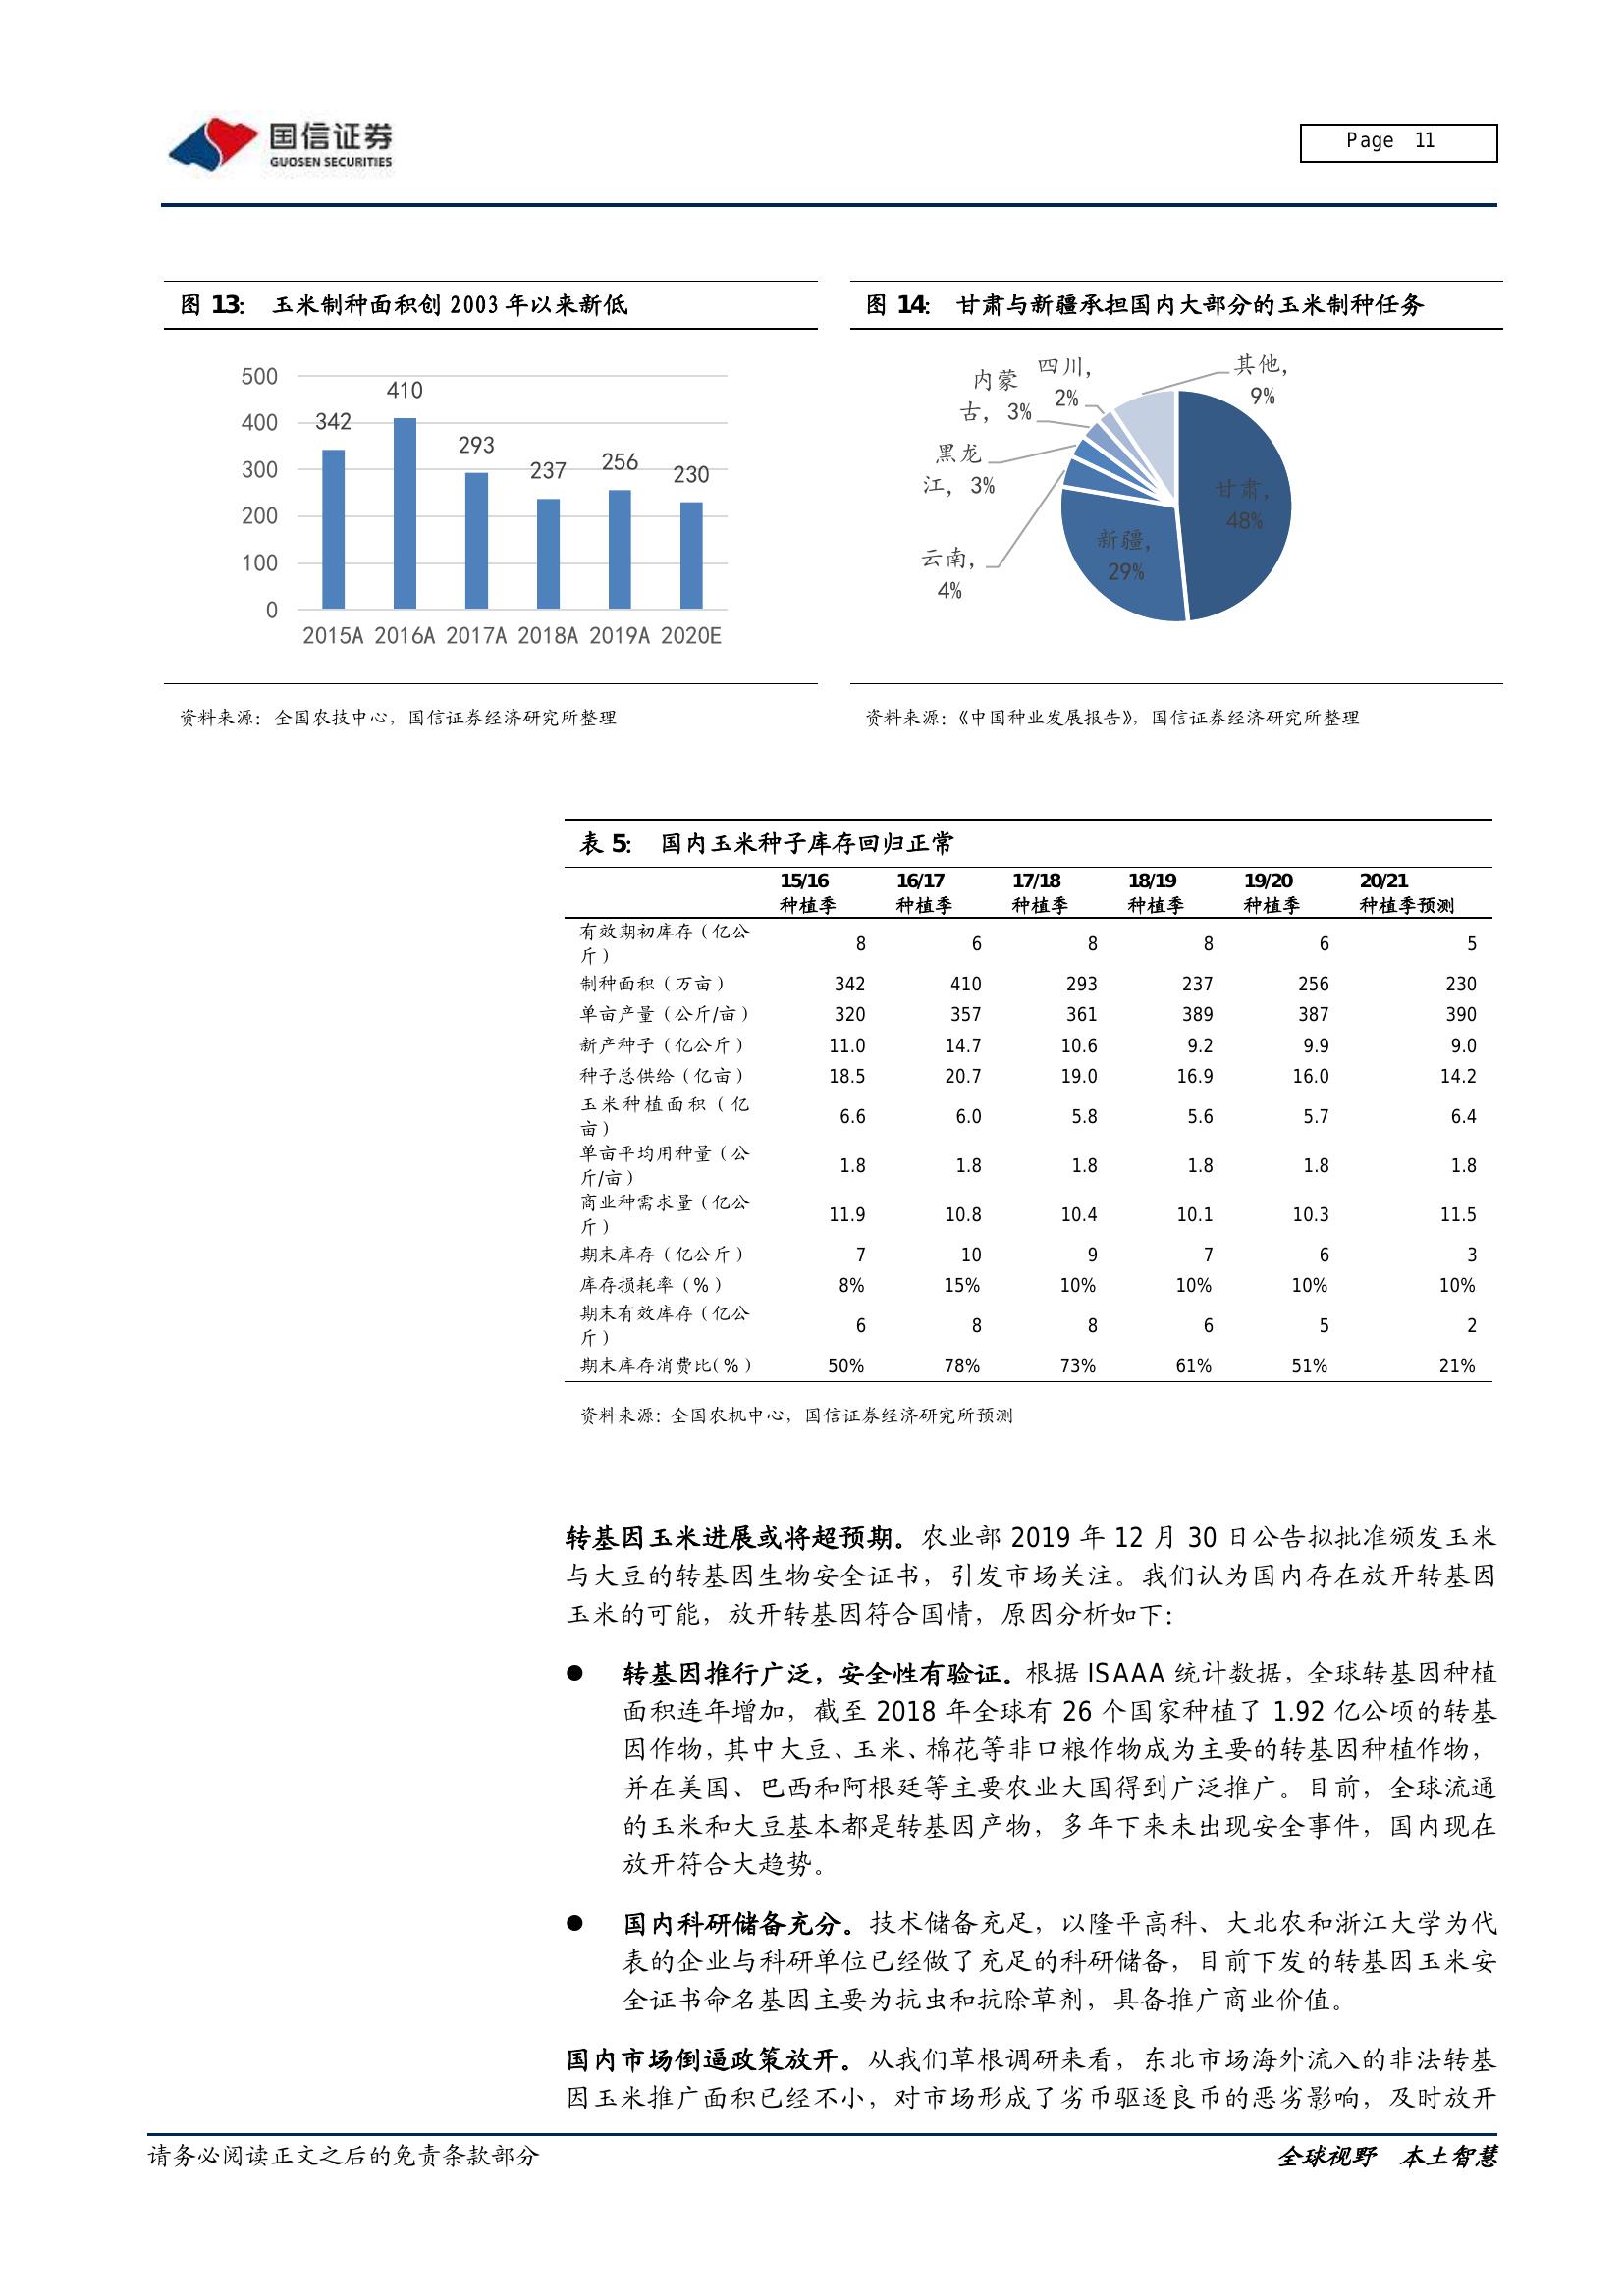 国信证券
GUOSEN SECURITIES
Page 11
图 13: 玉米制种面积创 2003 年以来新低
500
400
300
200
100
0
342
410
293
237
256
230
2015A 2016A 2017A 2018A 2019A 2020E
资料来源：全国农技中心，国信证券经济研究所整理
图 14: 甘肃与新疆承担国内大部分的玉米制种任务
甘肃,
48%
新疆,
29%
云南,
4%
黑龙
江, 3%
内蒙
古, 3%
四川,
2%
其他,
9%
资料来源：《中国种业发展报告》，国信证券经济研究所整理
表 5: 国内玉米种子库存回归正常
15/16 16/17 17/18 18/19 19/20 20/21
种植季 种植季 种植季 种植季 种植季 种植季预测
有效期初库存（亿公
斤） 8 6 8 8 6 5
制种面积（万亩） 342 410 293 237 256 230
单亩产量（公斤/亩） 320 357 361 389 387 390
新产种子（亿公斤） 11.0 14.7 10.6 9.2 9.9 9.0
种子总供给（亿亩） 18.5 20.7 19.0 16.9 16.0 14.2
玉米种植面积（亿
亩） 6.6 6.0 5.8 5.6 5.7 6.4
单亩平均用种量（公
斤/亩） 1.8 1.8 1.8 1.8 1.8 1.8
商业种需求量（亿公
斤） 11.9 10.8 10.4 10.1 10.3 11.5
期末库存（亿公斤） 7 10 9 7 6 3
库存损耗率（%） 8% 15% 10% 10% 10% 10%
期末有效库存（亿公
斤） 6 8 8 6 5 2
期末库存消费比(%) 50% 78% 73% 61% 51% 21%
资料来源：全国农机中心，国信证券经济研究所预测
转基因玉米进展或将超预期。农业部 2019 年 12 月 30 日公告拟批准颁发玉米
与大豆的转基因生物安全证书，引发市场关注。我们认为国内存在放开转基因
玉米的可能，放开转基因符合国情，原因分析如下：
● 转基因推行广泛，安全性有验证。根据 ISAAA 统计数据，全球转基因种植
面积连年增加，截至 2018 年全球有 26 个国家种植了 1.92 亿公顷的转基
因作物，其中大豆、玉米、棉花等非口粮作物成为主要的转基因种植作物，
并在美国、巴西和阿根廷等主要农业大国得到广泛推广。目前，全球流通
的玉米和大豆基本都是转基因产物，多年下来未出现安全事件，国内现在
放开符合大趋势。
● 国内科研储备充分。技术储备充足，以隆平高科、大北农和浙江大学为代
表的企业与科研单位已经做了充足的科研储备，目前下发的转基因玉米安
全证书命名基因主要为抗虫和抗除草剂，具备推广商业价值。
国内市场倒逼政策放开。从我们草根调研来看，东北市场海外流入的非法转基
因玉米推广面积已经不小，对市场形成了劣币驱逐良币的恶劣影响，及时放开
请务必阅读正文之后的免责条款部分
全球视野 本土智慧